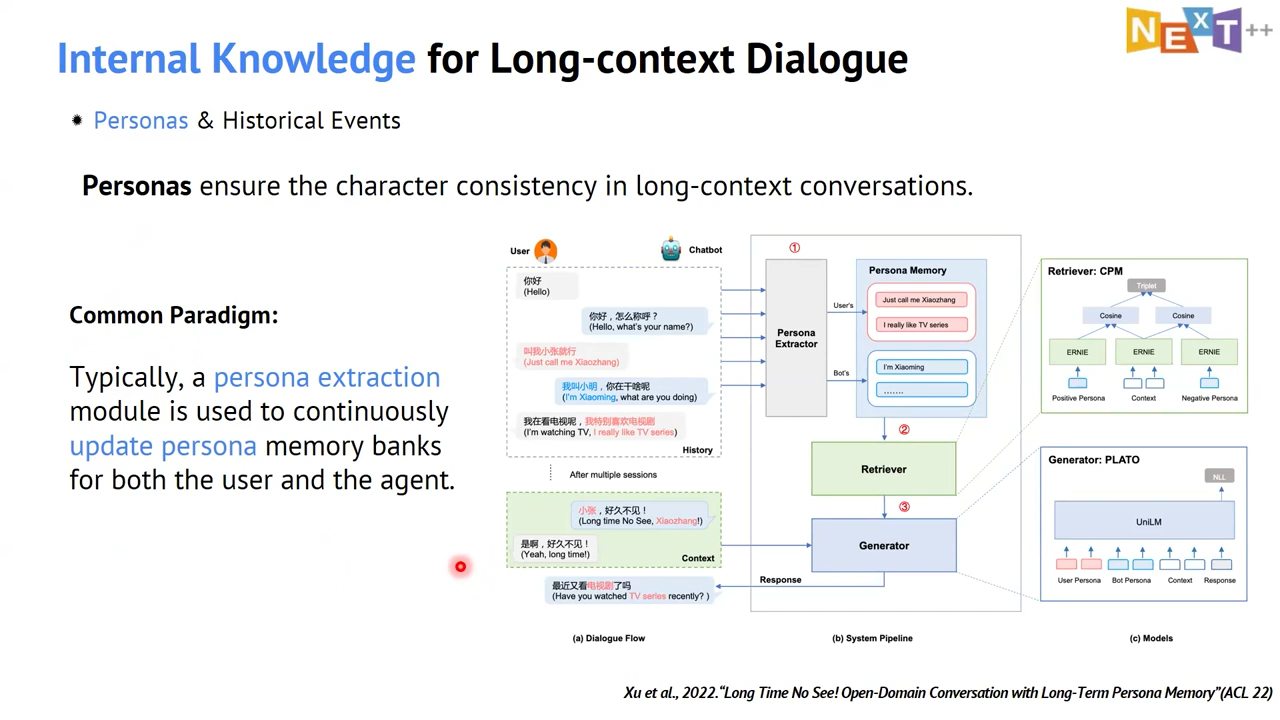 NEXT++
Internal Knowledge for Long-context Dialogue
Personas & Historical Events
Personas ensure the character consistency in long-context conversations.
Common Paradigm:
Typically, a persona extraction
module is used to continuously
update persona memory banks
for both the user and the agent.
User
Chatbot
你好
(Hello)
你好，怎么称呼？
(Hello, what's your name?)
叫我小张就行
(Just call me Xiaozhang)
我叫小明，你在干啥呢
(I'm Xiaoming, what are you doing)
我在看电视呢，我特别喜欢电视剧
(I'm watching TV, I really like TV series)
History
After multiple sessions
小张，好久不见！
(Long time No See, Xiaozhang!)
是啊，好久不见！
(Yeah, long time!)
Context
最近又看电视剧了吗
(Have you watched TV series recently? )
(a) Dialogue Flow
①
Persona
Extractor
User's
Bot's
Persona Memory
Just call me Xiaozhang
I really like TV series
I'm Xiaoming
.......
②
Retriever
③
Generator
Response
(b) System Pipeline
Retriever: CPM
Triplet
Cosine
Cosine
ERNIE
ERNIE
ERNIE
Positive Persona
Context
Negative Persona
Generator: PLATO
NLL
UniLM
User Persona
Bot Persona
Context
Response
(c) Models
Xu et al., 2022.“Long Time No See! Open-Domain Conversation with Long-Term Persona Memory”(ACL 22)